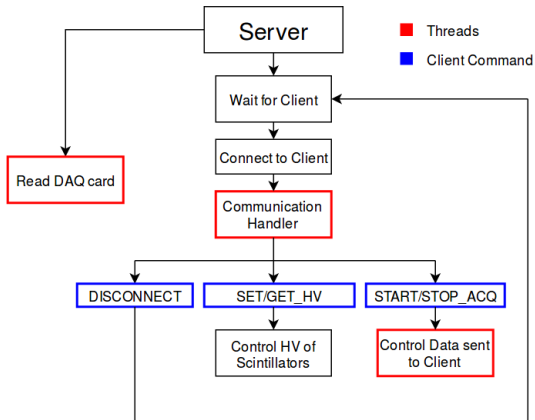 Server
Threads
Client Command
Wait for Client
Connect to Client
Read DAQ card
Communication
Handler
DISCONNECT
SET/GET_HV
START/STOP_ACQ
Control HV of
Scintillators
Control Data sent
to Client